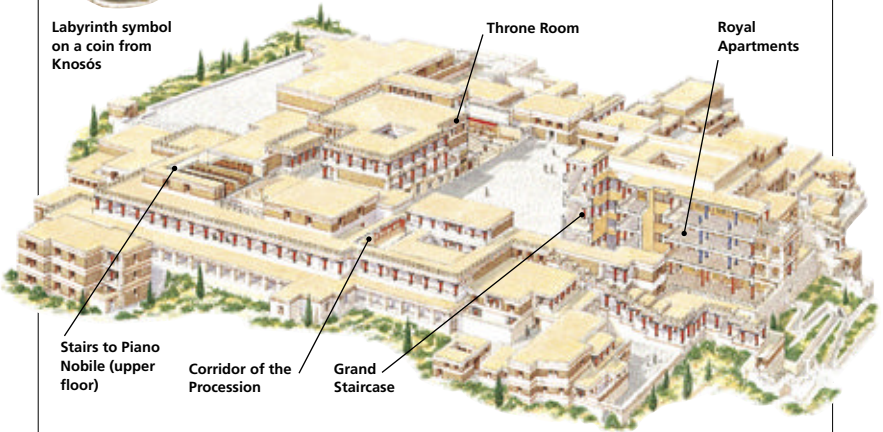 Labyrinth symbol
on a coin from
Knosós
Throne Room
Royal
Apartments
Stairs to Piano
Nobile (upper
floor)
Corridor of the
Procession
Grand
Staircase